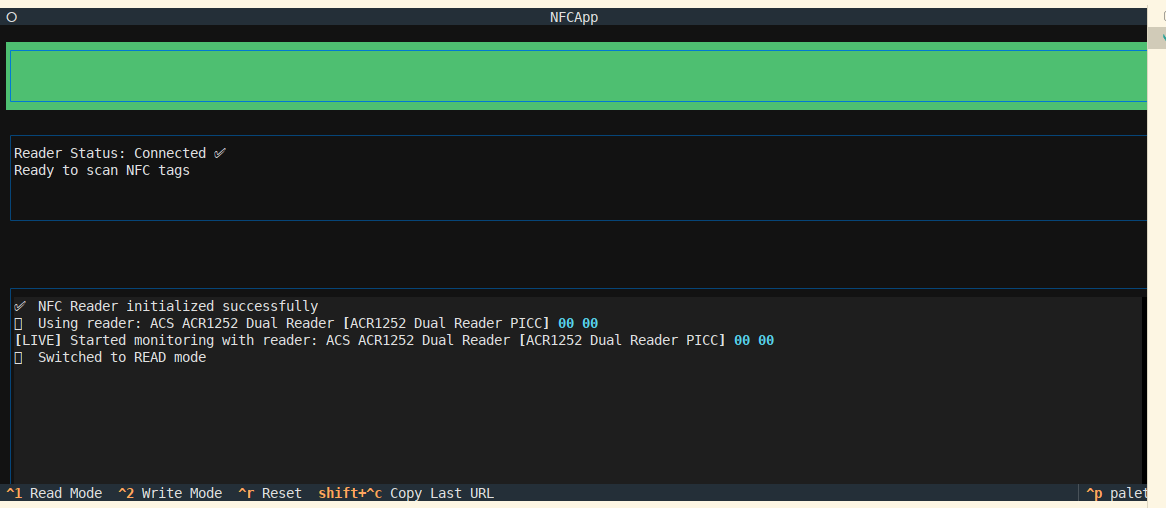 NFCApp
Reader Status: Connected ✅
Ready to scan NFC tags
✅ NFC Reader initialized successfully
Using reader: ACS ACR1252 Dual Reader [ACR1252 Dual Reader PICC] 00 00
[LIVE] Started monitoring with reader: ACS ACR1252 Dual Reader [ACR1252 Dual Reader PICC] 00 00
Switched to READ mode
^1 Read Mode ^2 Write Mode ^r Reset shift+^c Copy Last URL ^p palet